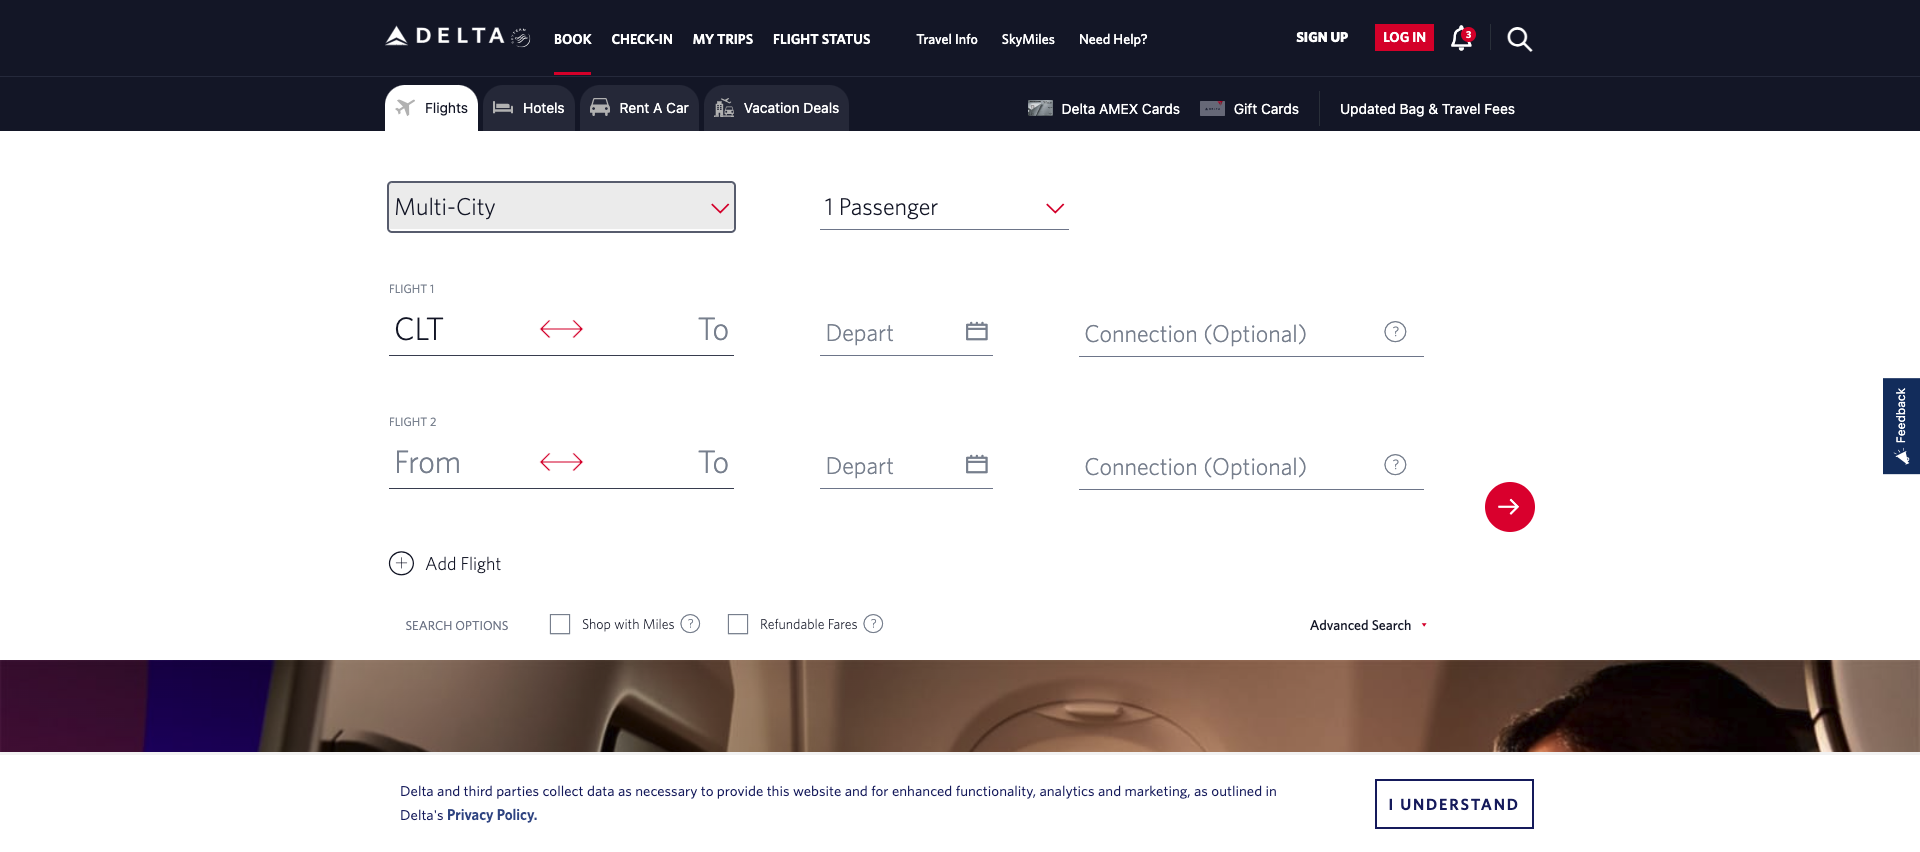 DELTA
BOOK
CHECK-IN
MY TRIPS
FLIGHT STATUS
Travel Info
SkyMiles
Need Help?
SIGN UP
LOG IN
3
Flights
Hotels
Rent A Car
Vacation Deals
Delta AMEX Cards
Gift Cards
Updated Bag & Travel Fees
Multi-City
1 Passenger
FLIGHT 1
CLT
To
Depart
Connection (Optional)
?
FLIGHT 2
From
To
Depart
Connection (Optional)
?
Feedback
Add Flight
SEARCH OPTIONS
Shop with Miles
?
Refundable Fares
?
Advanced Search
Delta and third parties collect data as necessary to provide this website and for enhanced functionality, analytics and marketing, as outlined in
Delta's Privacy Policy.
I UNDERSTAND